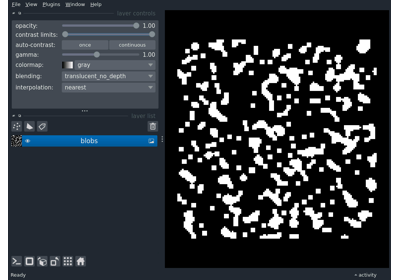 File View Plugins Window Help
layer controls
opacity: 1.00
contrast limits:
auto-contrast: once continuous
gamma: 1.00
colormap: gray
blending: translucent_no_depth
interpolation: nearest
layer list
blobs
Ready activity